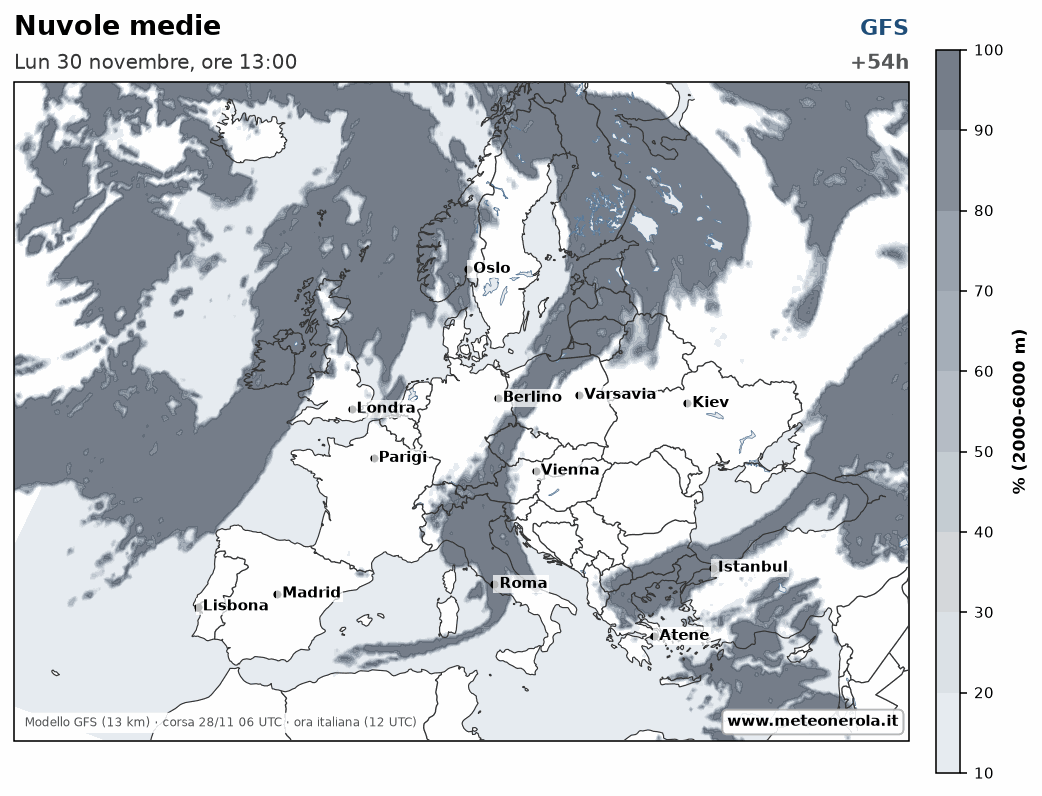 Nuvole medie
GFS
Lun 30 novembre, ore 13:00
+54h
Oslo
Londra
Berlino
Varsavia
Kiev
Parigi
Vienna
Istanbul
Roma
Madrid
Lisbona
Atene
Modello GFS (13 km) · corsa 28/11 06 UTC · ora italiana (12 UTC)
www.meteonerola.it
100
90
80
70
60
50
40
30
20
10
% (2000-6000 m)